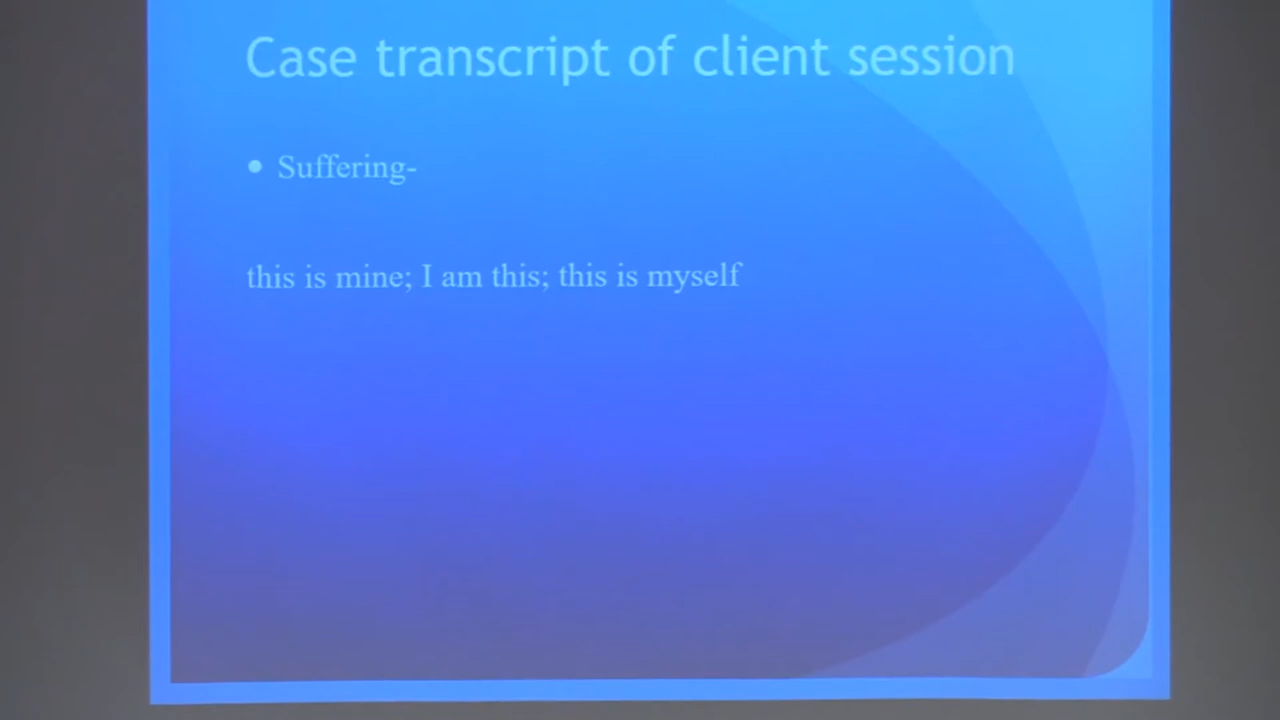 Case transcript of client session
• Suffering-
this is mine; I am this; this is myself